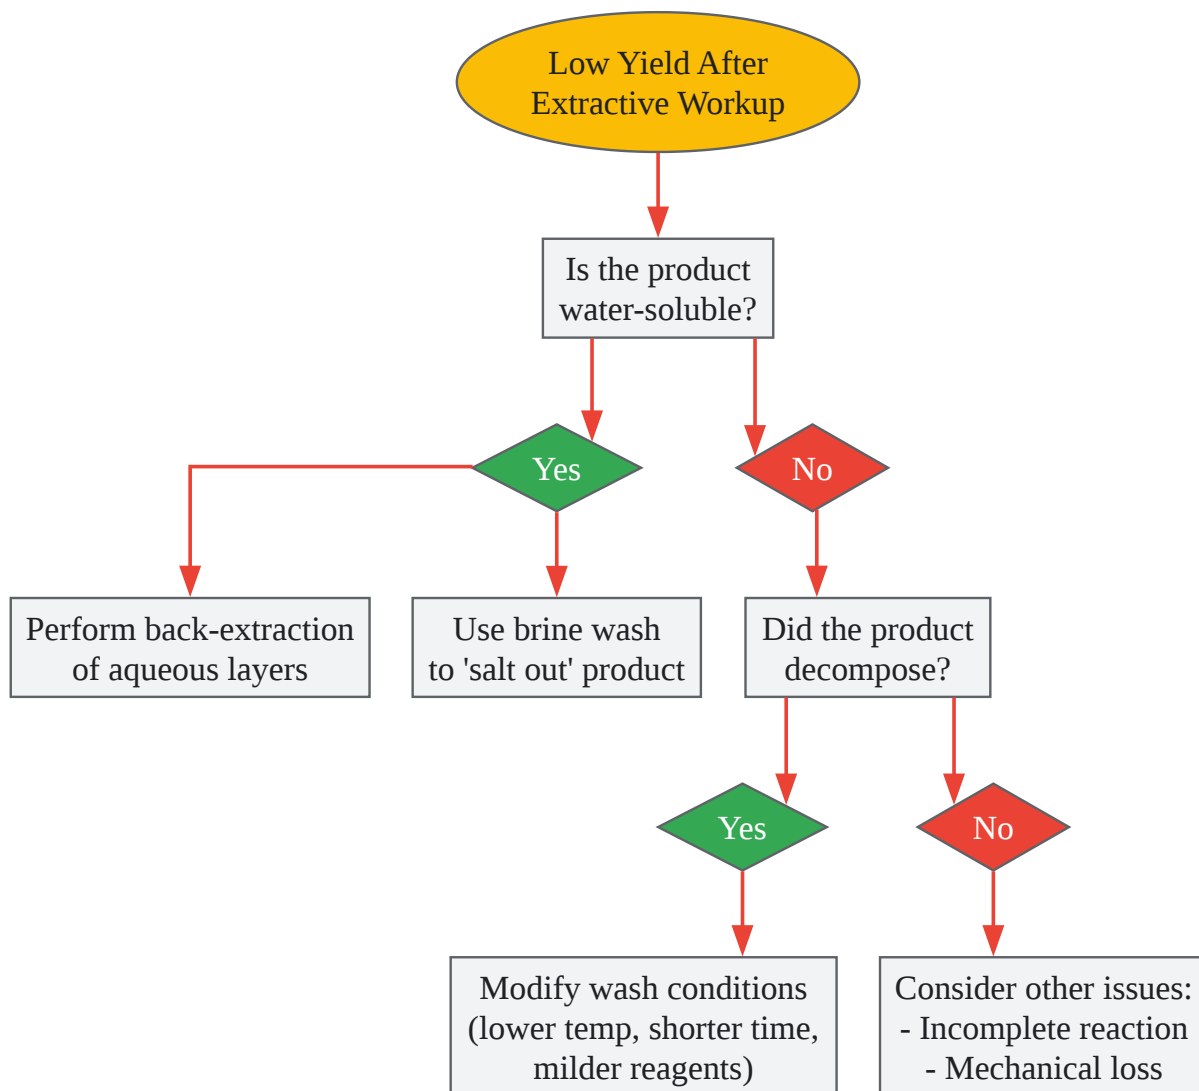 Low Yield After
Extractive Workup
Is the product
water-soluble?
Yes
No
Perform back-extraction
of aqueous layers
Use brine wash
to 'salt out' product
Did the product
decompose?
Yes
No
Modify wash conditions
(lower temp, shorter time,
milder reagents)
Consider other issues:
- Incomplete reaction
- Mechanical loss